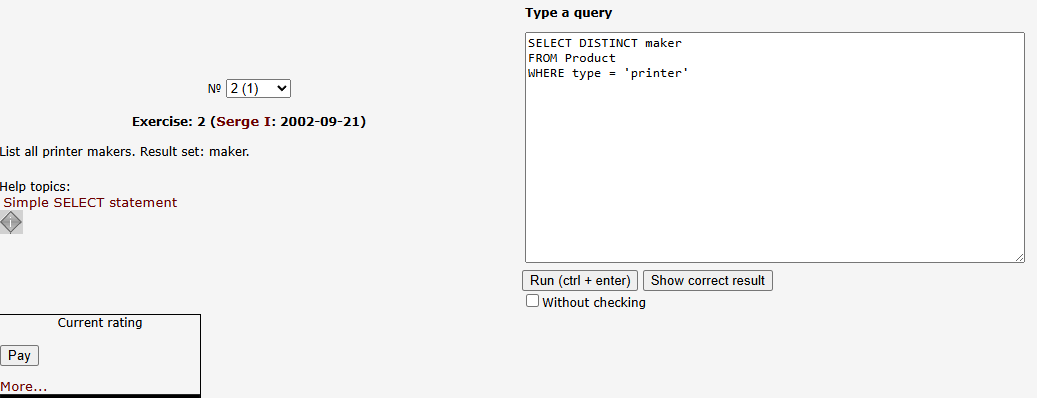 № 2 (1)
Exercise: 2 (Serge I: 2002-09-21)
List all printer makers. Result set: maker.
Help topics:
Simple SELECT statement
i
Current rating
Pay
More...
Type a query
SELECT DISTINCT maker
FROM Product
WHERE type = 'printer'
Run (ctrl + enter) Show correct result
Without checking